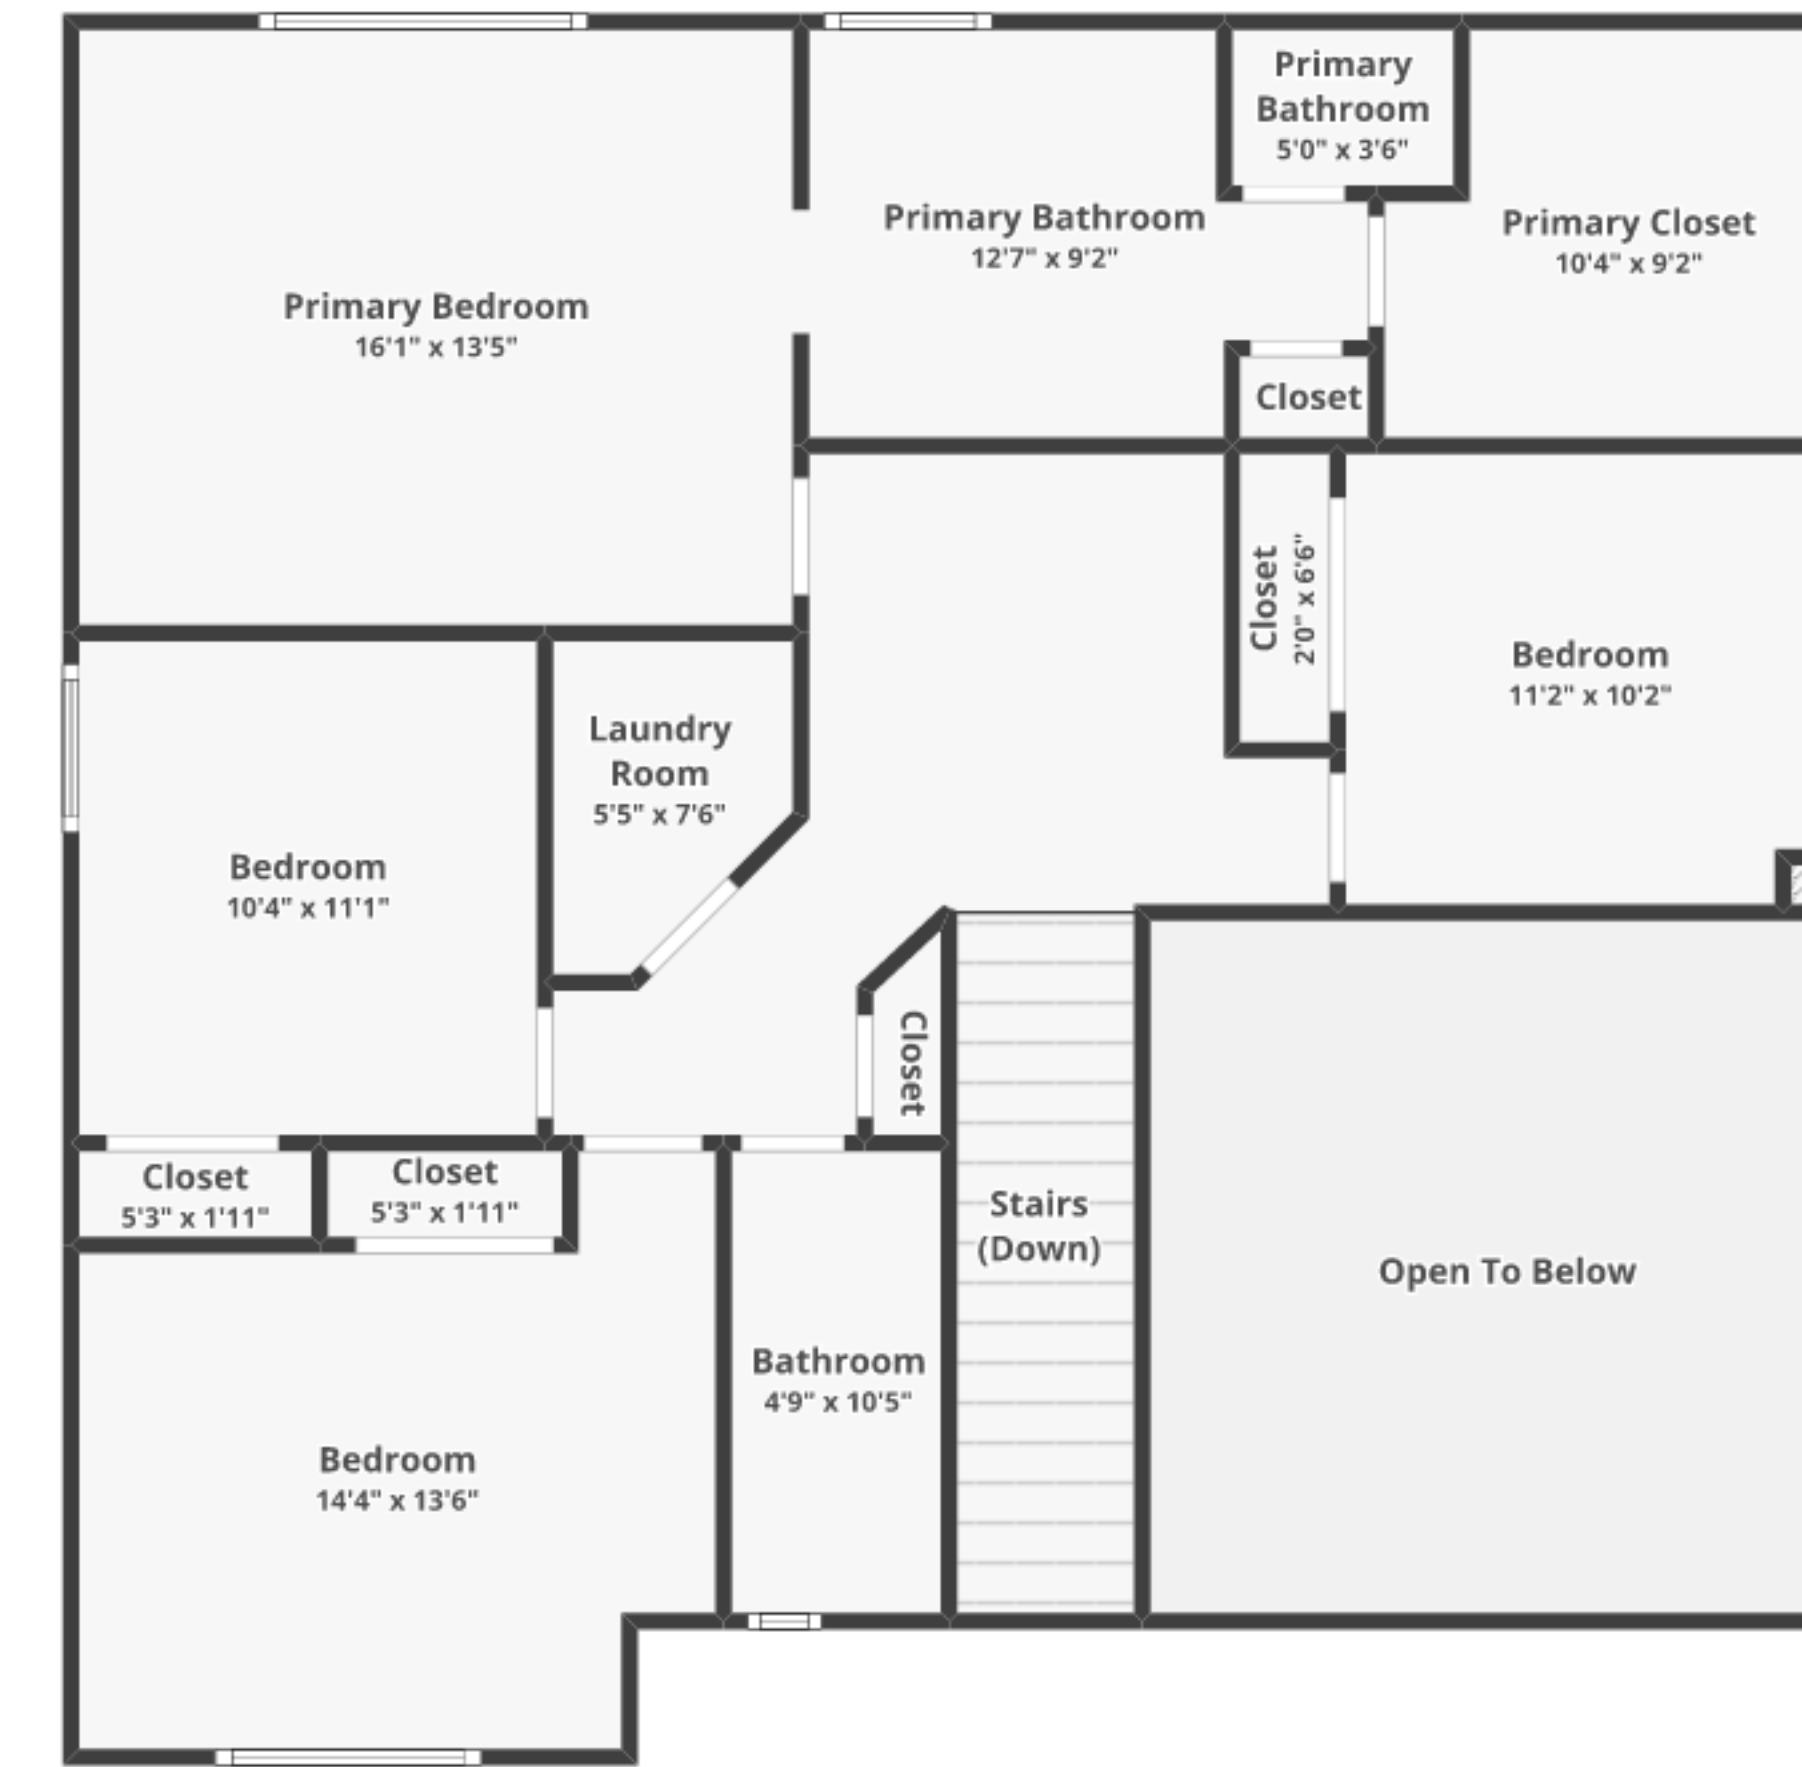 Primary
Bathroom
5'0" x 3'6"
Primary Bathroom
12'7" x 9'2"
Primary Closet
10'4" x 9'2"
Primary Bedroom
16'1" x 13'5"
Closet
Closet
2'0" x 6'6"
Bedroom
11'2" x 10'2"
Laundry
Room
5'5" x 7'6"
Bedroom
10'4" x 11'1"
Closet
Closet
5'3" x 1'11"
Closet
5'3" x 1'11"
Stairs
(Down)
Open To Below
Bathroom
4'9" x 10'5"
Bedroom
14'4" x 13'6"